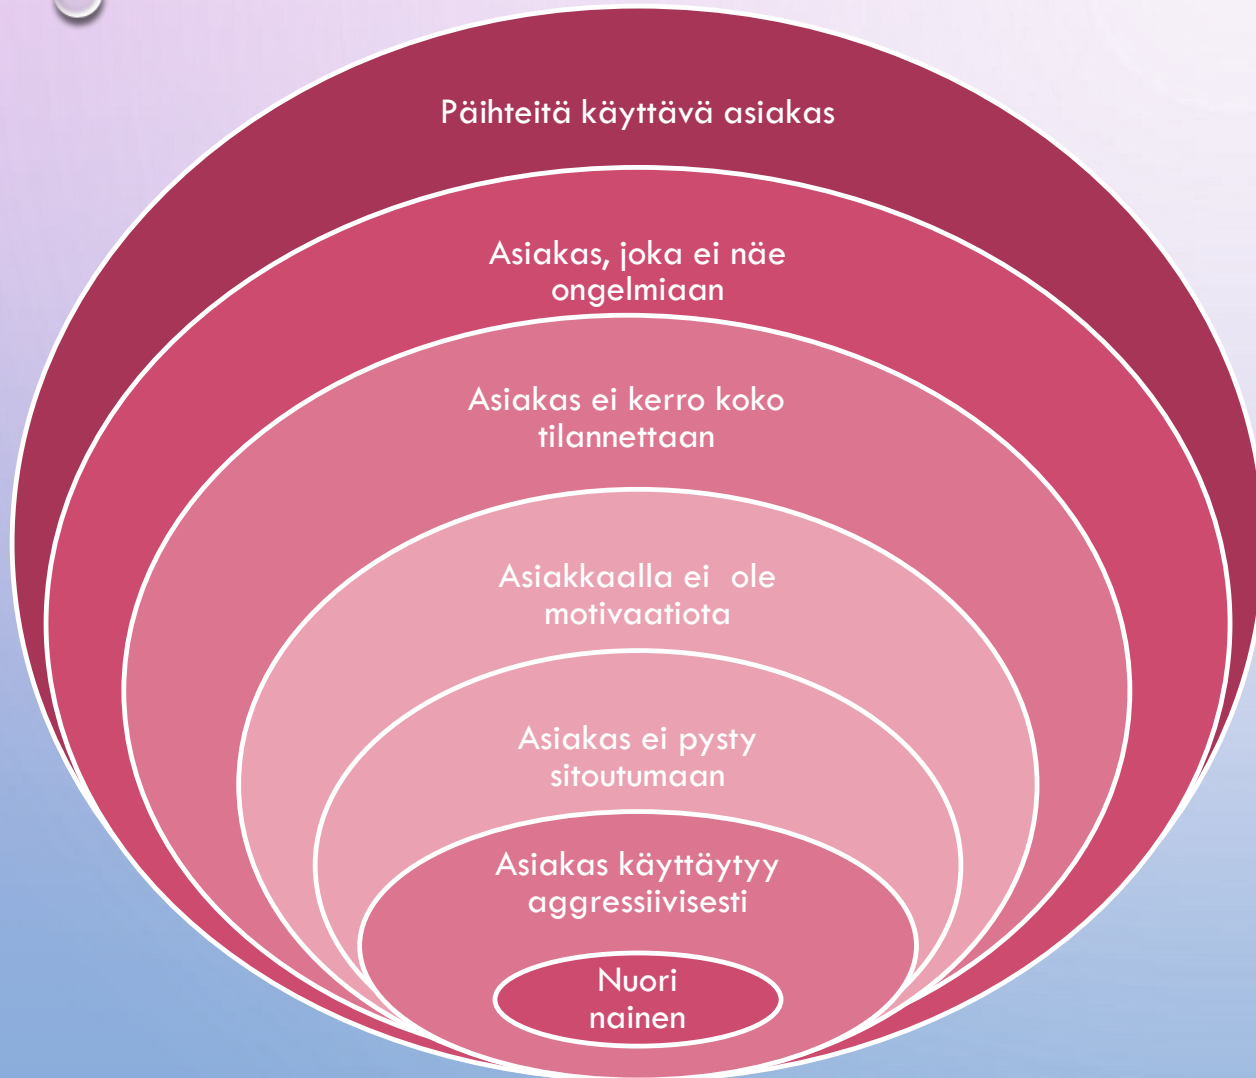 Päihteitä käyttävä asiakas
Asiakas, joka ei näe
ongelmiaan
Asiakas ei kerro koko
tilannettaan
Asiakkaalla ei  ole
motivaatiota
Asiakas ei pysty
sitoutumaan
Asiakas käyttäytyy
aggressiivisesti
Nuori
nainen